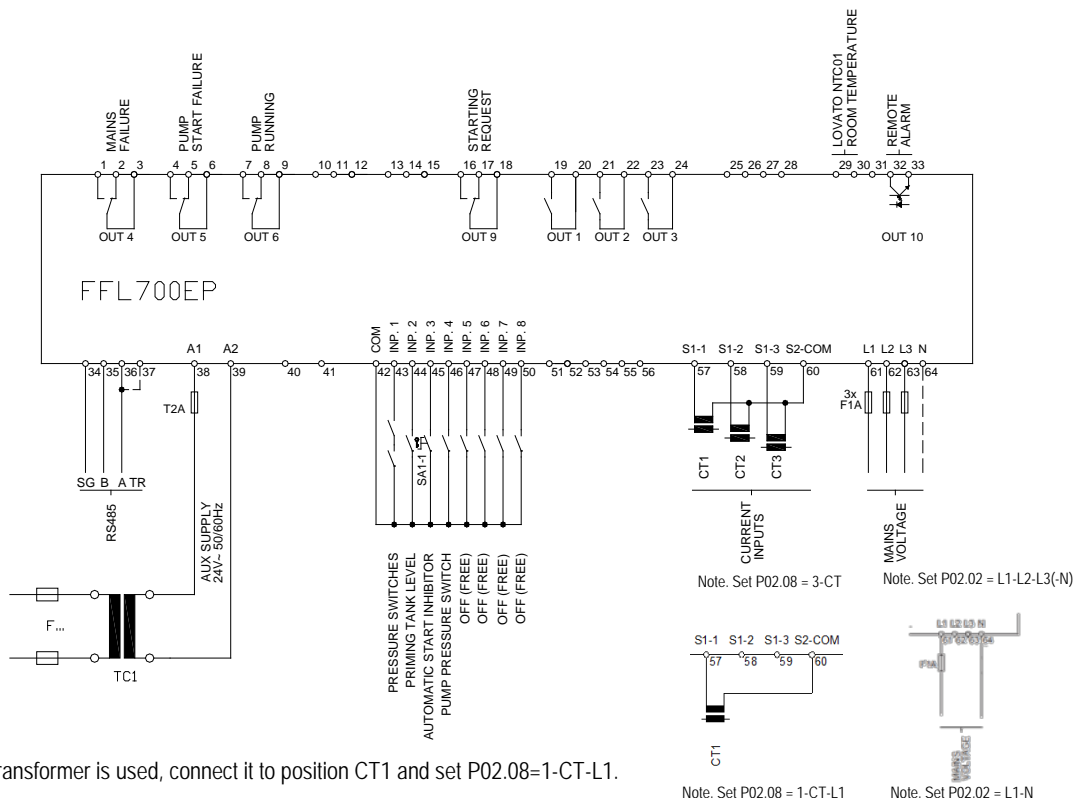 MAINS FAILURE
PUMP START FAILURE
PUMP RUNNING
STARTING REQUEST
LOVATO NTC01 ROOM TEMPERATURE
REMOTE ALARM
1 2 3 4 5 6 7 8 9 10 11 12 13 14 15 16 17 18 19 20 21 22 23 24 25 26 27 28 29 30 31 32 33
OUT 4 OUT 5 OUT 6 OUT 9 OUT 1 OUT 2 OUT 3 OUT 10
FFL700EP
A1 A2 COM INP. 1 INP. 2 INP. 3 INP. 4 INP. 5 INP. 6 INP. 7 INP. 8 S1-1 S1-2 S1-3 S2-COM L1 L2 L3 N
34 35 36 37 38 39 40 41 42 43 44 45 46 47 48 49 50 51 52 53 54 55 56 57 58 59 60 61 62 63 64
T2A
SA1-1
CT1 CT2 CT3
3x
F1A
SG B A TR
RS485
AUX SUPPLY
24V~ 50/60Hz
CURRENT INPUTS
MAINS VOLTAGE
PRESSURE SWITCHES
PRIMING TANK LEVEL
AUTOMATIC START INHIBITOR
PUMP PRESSURE SWITCH
OFF (FREE)
OFF (FREE)
OFF (FREE)
OFF (FREE)
Note. Set P02.08 = 3-CT
Note. Set P02.02 = L1-L2-L3(-N)
F...
TC1
S1-1 S1-2 S1-3 S2-COM
57 58 59 60
CT1
L1 L2 L3 N
61 62 63 64
F1A
MAINS VOLTAGE
ransformer is used, connect it to position CT1 and set P02.08=1-CT-L1.
Note. Set P02.08 = 1-CT-L1
Note. Set P02.02 = L1-N